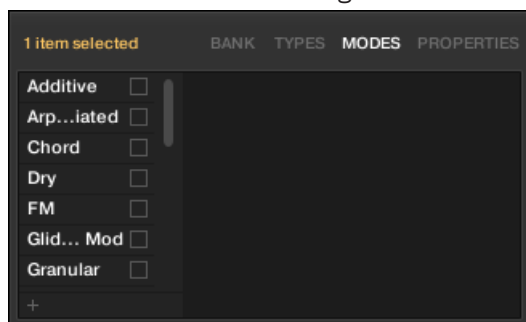 1 item selected BANK TYPES MODES PROPERTIES
Additive
Arp...iated
Chord
Dry
FM
Glid... Mod
Granular
+